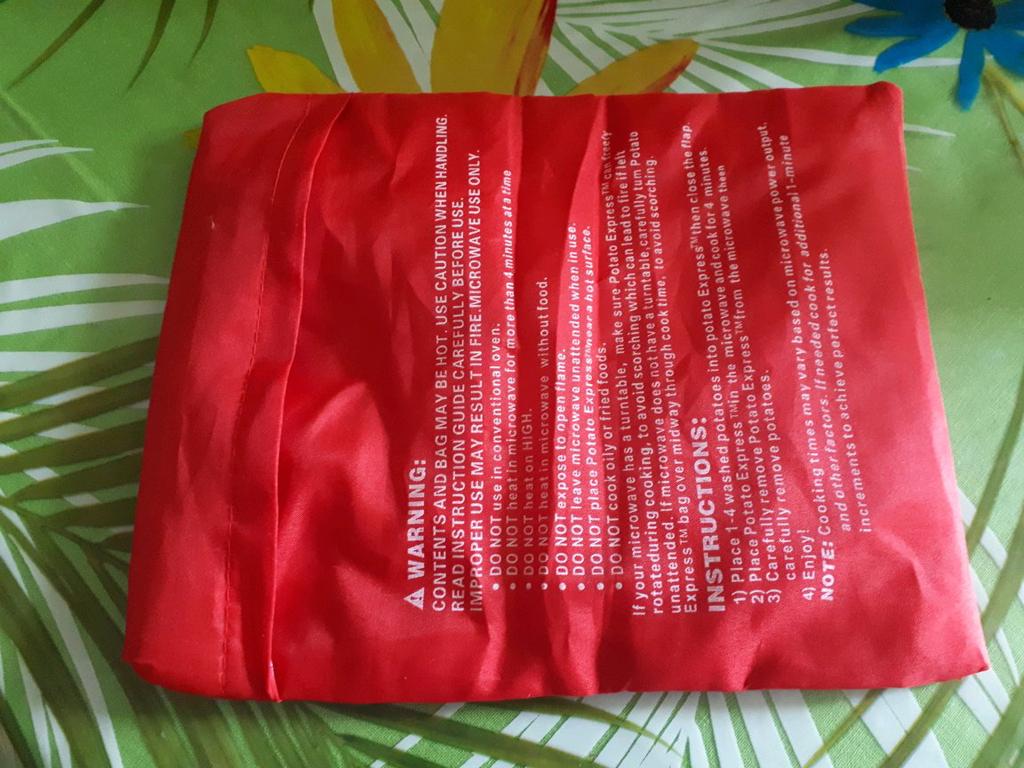 ⚠ WARNING:
CONTENTS AND BAG MAY BE HOT. USE CAUTION WHEN HANDLING.
READ INSTRUCTION GUIDE CAREFULLY BEFORE USE.
IMPROPER USE MAY RESULT IN FIRE.MICROWAVE USE ONLY.
• DO NOT use in conventional oven.
• DO NOT heat in microwave for more than 4 minutes at a time
• DO NOT heat on HIGH.
• DO NOT heat in microwave without food.
• DO NOT expose to open flame.
• DO NOT leave microwave unattended when in use.
• DO NOT place Potato Express™ near a hot surface.
• DO NOT cook oily or fried foods.
If your microwave has a turntable, make sure Potato Express™ can freely
rotateduring cooking, to avoid scorching which can lead to fire if left
unattended. If microwave does not have a turntable,carefully turn Potato
Express™ bag over midway through cook time, to avoid scorching.
INSTRUCTIONS:
1) Place 1-4 washed potatoes into potato Express™ then close the flap.
2) Place Potato Express™ in the microwave and cook for 4 minutes.
3) Carefully remove Potato Express™ from the microwave then
carefully remove potatoes.
4) Enjoy!
NOTE: Cooking times may vary based on microwave power output,
and other factors. If needed cook for additional 1-minute
increments to achieve perfect results.